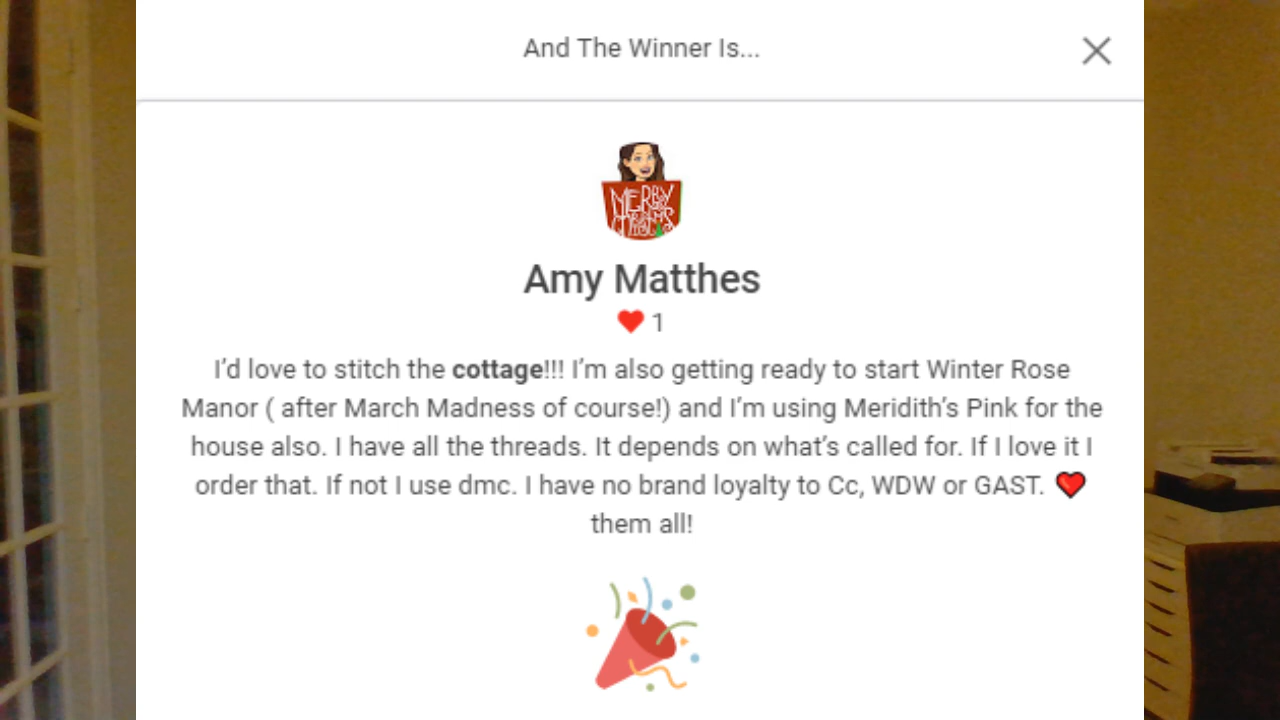 And The Winner Is...
MERRY
Amy Matthes
1
I’d love to stitch the cottage!!! I’m also getting ready to start Winter Rose
Manor ( after March Madness of course!) and I’m using Meridith’s Pink for the
house also. I have all the threads. It depends on what’s called for. If I love it I
order that. If not I use dmc. I have no brand loyalty to Cc, WDW or GAST. ❤️
them all!